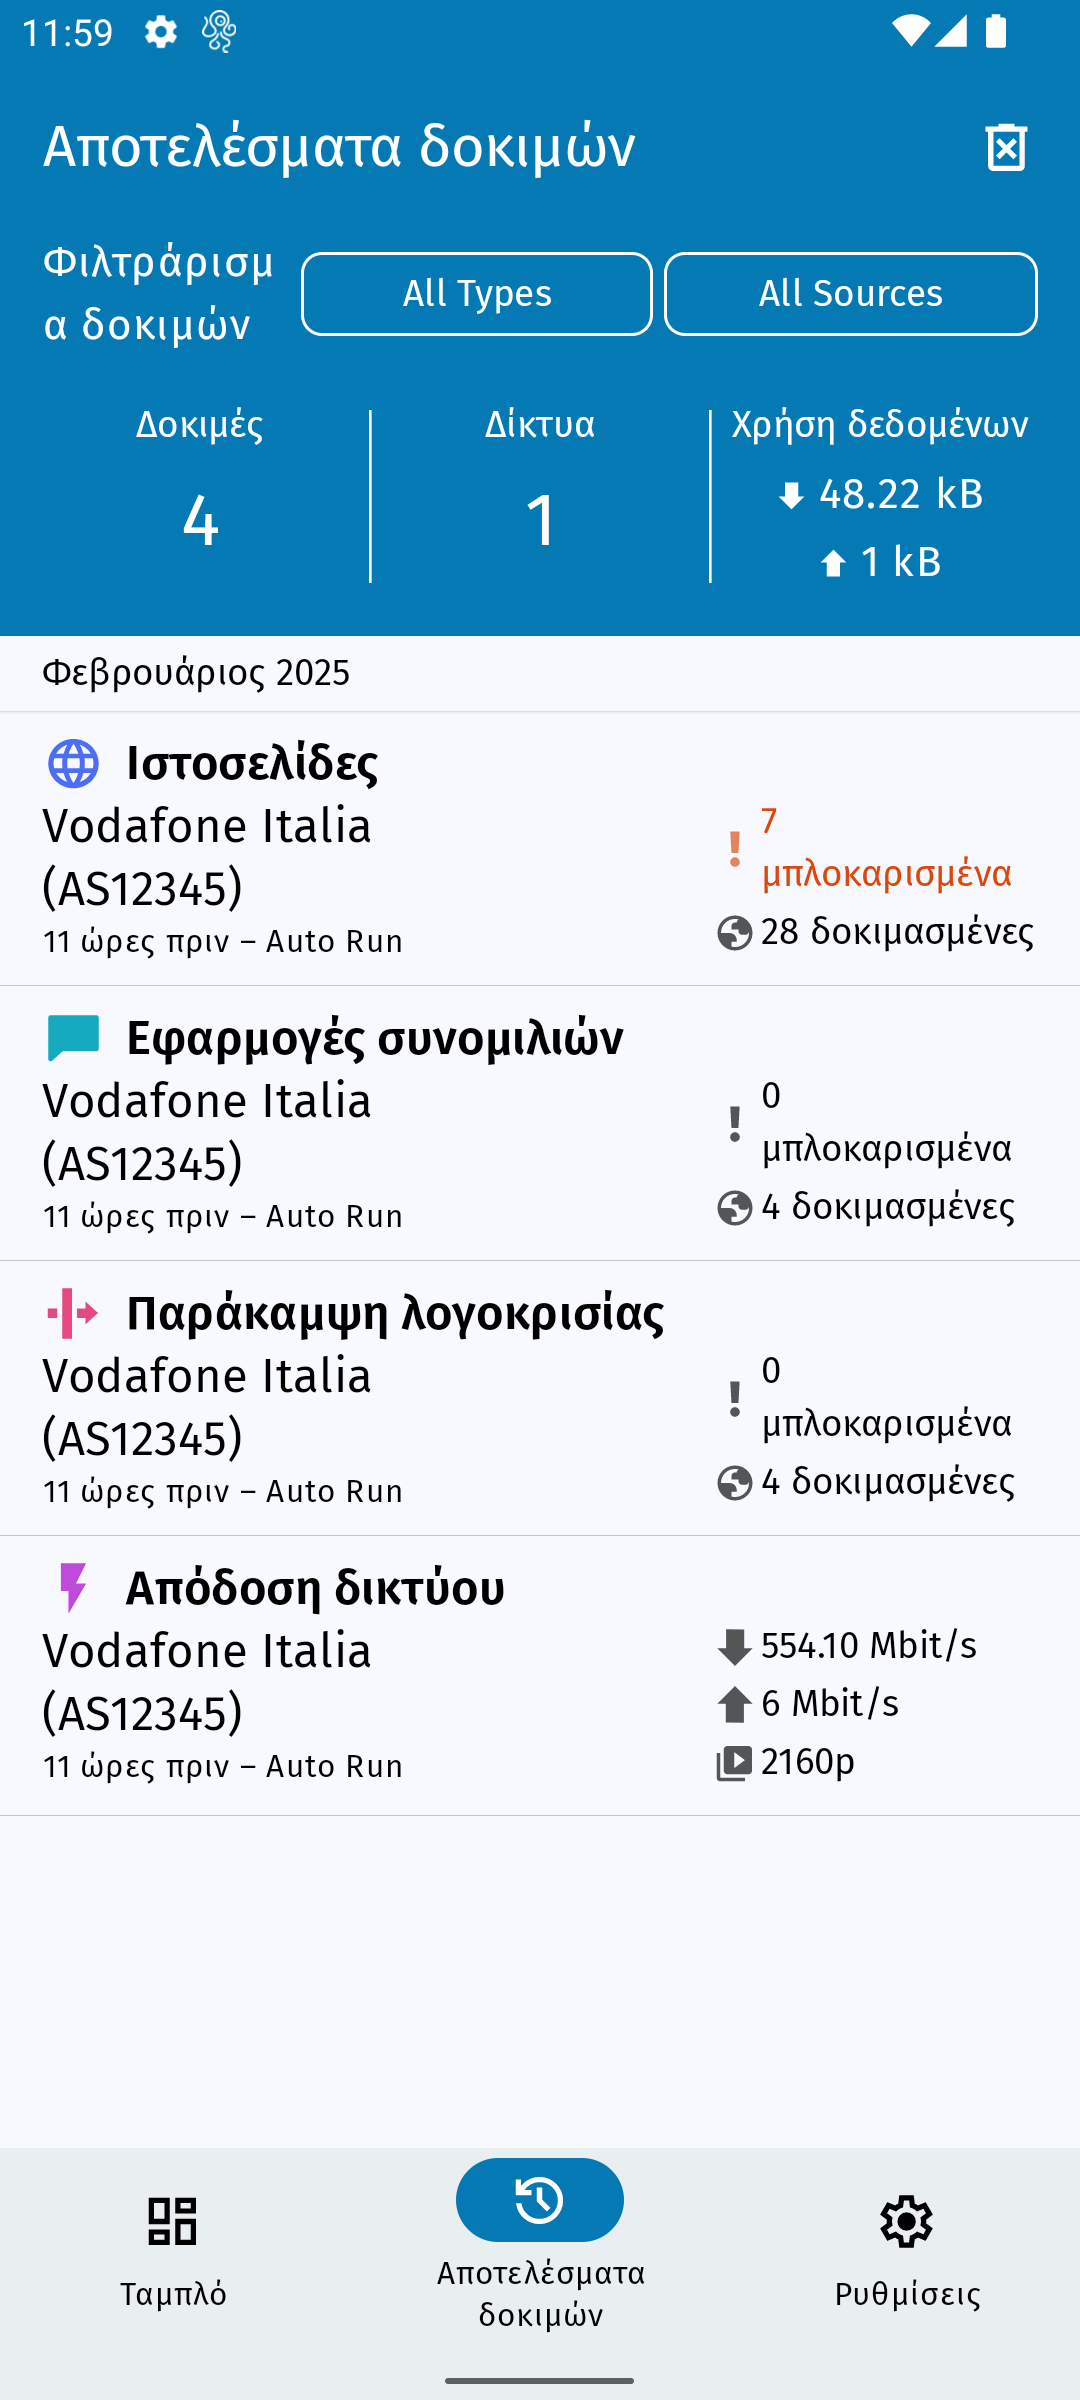 11:59
Αποτελέσματα δοκιμών
Φιλτράρισμ
α δοκιμών
All Types
All Sources
Δοκιμές
4
Δίκτυα
1
Χρήση δεδομένων
48.22 kB
1 kB
Φεβρουάριος 2025
Ιστοσελίδες
Vodafone Italia
(AS12345)
11 ώρες πριν – Auto Run
7
μπλοκαρισμένα
28 δοκιμασμένες
Εφαρμογές συνομιλιών
Vodafone Italia
(AS12345)
11 ώρες πριν – Auto Run
0
μπλοκαρισμένα
4 δοκιμασμένες
Παράκαμψη λογοκρισίας
Vodafone Italia
(AS12345)
11 ώρες πριν – Auto Run
0
μπλοκαρισμένα
4 δοκιμασμένες
Απόδοση δικτύου
Vodafone Italia
(AS12345)
11 ώρες πριν – Auto Run
554.10 Mbit/s
6 Mbit/s
2160p
Ταμπλό
Αποτελέσματα
δοκιμών
Ρυθμίσεις